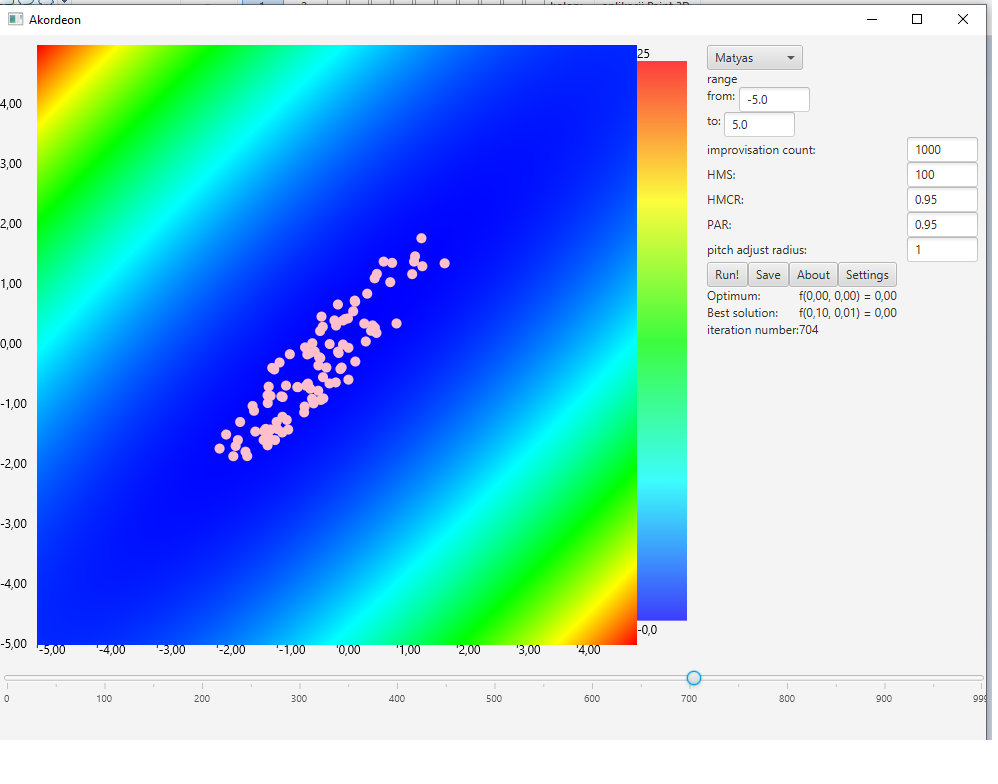 Akordeon
4,00
3,00
2,00
1,00
0,00
-1,00
-2,00
-3,00
-4,00
-5,00
'-5,00 '-4,00 '-3,00 '-2,00 '-1,00 '0,00 '1,00 '2,00 '3,00 '4,00
25
-0,0
Matyas
range
from: -5.0
to: 5.0
improvisation count: 1000
HMS: 100
HMCR: 0.95
PAR: 0.95
pitch adjust radius: 1
Run! Save About Settings
Optimum: f(0,00, 0,00) = 0,00
Best solution: f(0,10, 0,01) = 0,00
iteration number:704
0 100 200 300 400 500 600 700 800 900 999